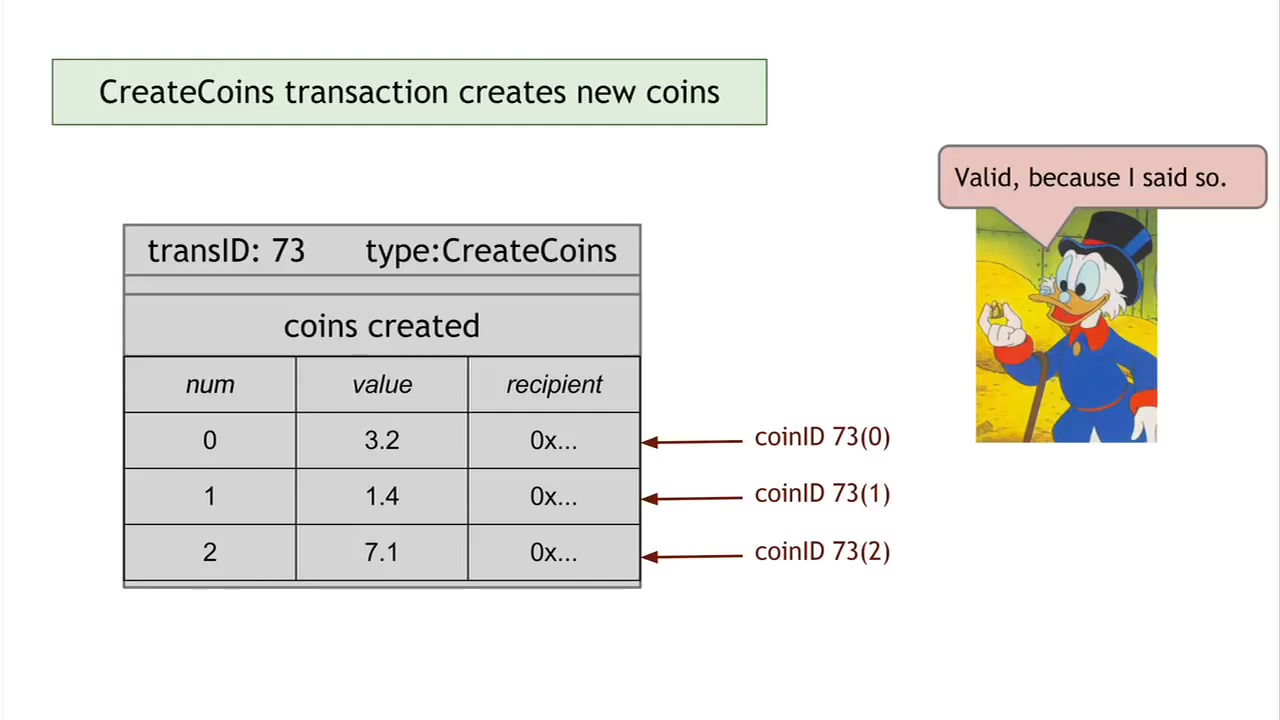 CreateCoins transaction creates new coins
Valid, because I said so.
transID: 73 type:CreateCoins
coins created
num value recipient
0 3.2 0x... coinID 73(0)
1 1.4 0x... coinID 73(1)
2 7.1 0x... coinID 73(2)